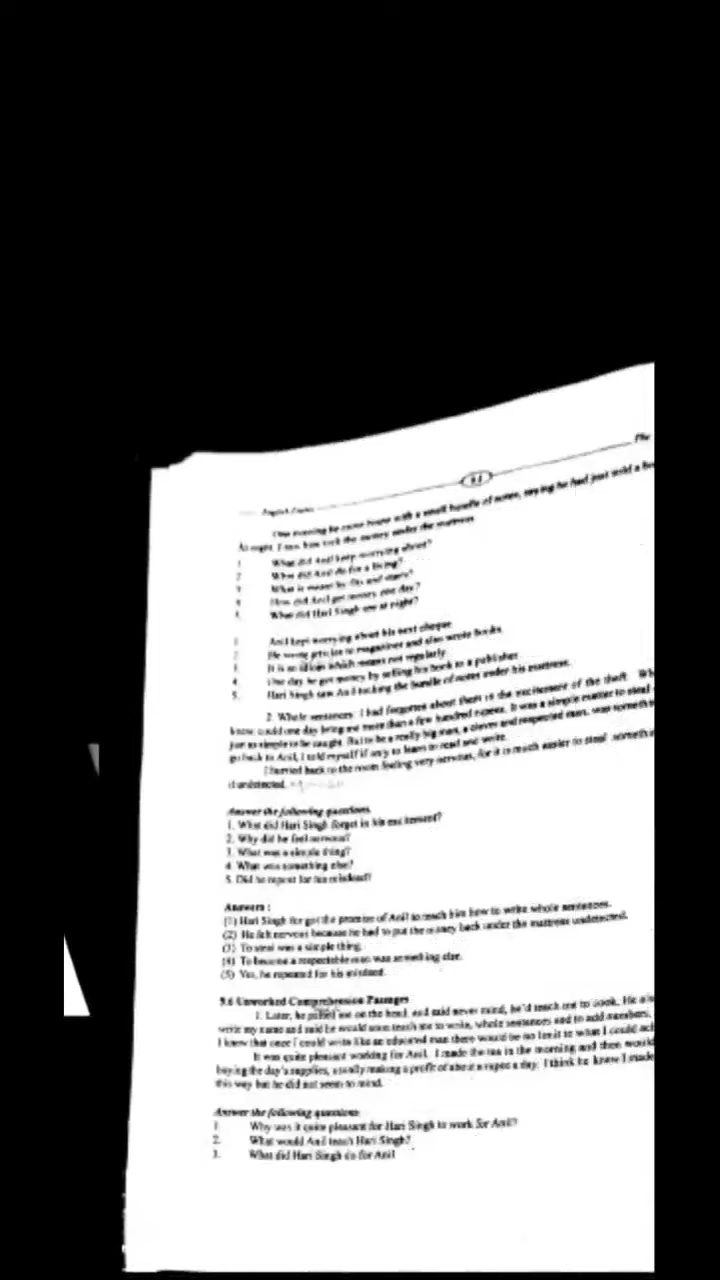 English
One evening he came home with a small bundle of notes, saying he had just sold a
At night I saw him tuck the money under the mattress
1 What did Anil keep worrying about?
2 What did Anil do for a living?
3 What is meant by fits and starts?
4 How did Anil get money one day?
5. What did Hari Singh see at night?
1 Anil kept worrying about his next cheque
2 He wrote articles to magazines and also wrote books
3 It is an idiom which means not regularly
4 One day he got money by selling his book to a publisher
5. Hari Singh saw Anil tucking the bundle of notes under his mattress.
2. Whole sentences. I had forgotten about them in the excitement of the theft.
know could one day bring me more than a few hundred rupees. It was a simple matter to steal
just as simple to be caught. But to be a really big man, a clever and respected man, was
go back to Anil, I told myself if only to learn to read and write.
I hurried back to the room feeling very nervous, for it is much easier to steal
it undetected.
Answer the following questions
1. What did Hari Singh forget in his excitement?
2. Why did he feel nervous?
3. What was a simple thing?
4. What was something else?
5. Did he repent for his misdeed?
Answers :
(1) Hari Singh forgot the promise of Anil to teach him how to write whole sentences.
(2) He felt nervous because he had to put the money back under the mattress undetected.
(3) To steal was a simple thing.
(4) To become a respectable man was something else.
(5) Yes, he repented for his misdeed.
9.6 Unworked Comprehension Passages
1. Later, he patted me on the head, and said never mind, he'd teach me to cook. He
write my name and said he would soon teach me to write, whole sentences and to add numbers.
I knew that once I could write like an educated man there would be no limit to what I could
It was quite pleasant working for Anil. I made the tea in the morning and then would
buying the day's supplies, usually making a profit of about a rupee a day. I think he knew I made
this way but he did not seem to mind.
Answer the following questions
1. Why was it quite pleasant for Hari Singh to work for Anil?
2. What would Anil teach Hari Singh?
3. What did Hari Singh do for Anil